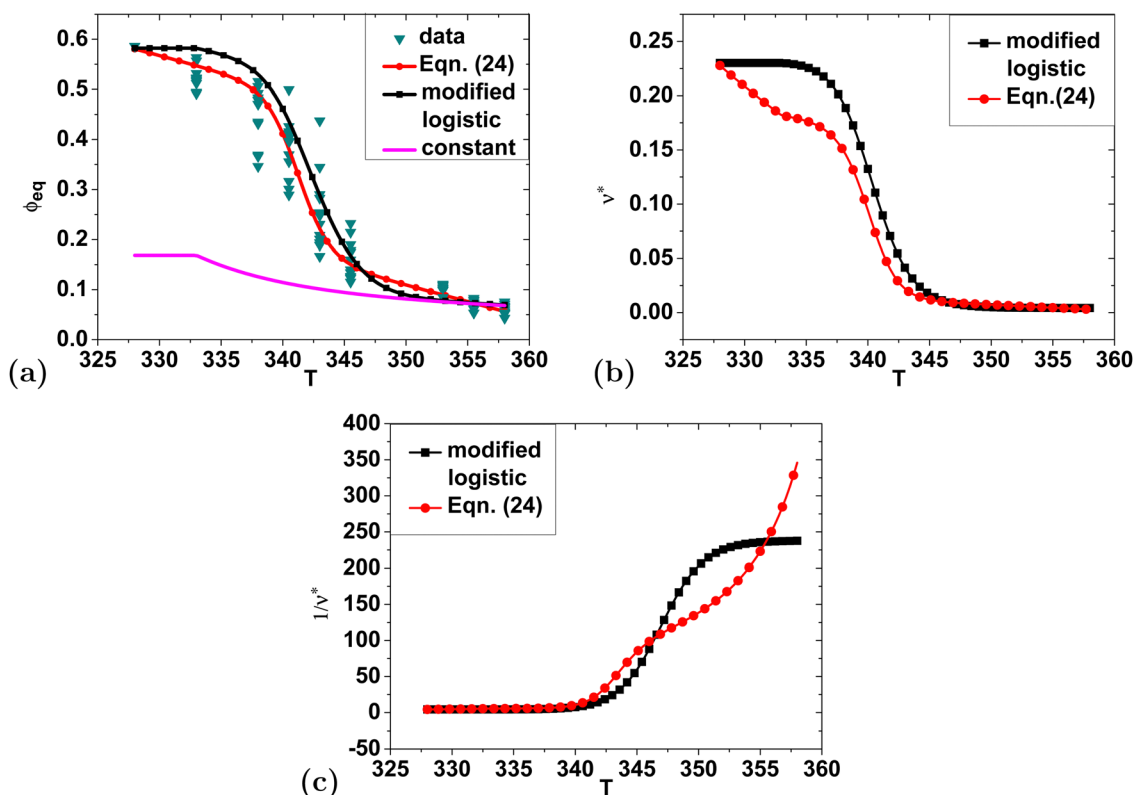 0.6
0.5
0.4
0.3
0.2
0.1
0.0
ϕeq
data
Eqn. (24)
modified
logistic
constant
325 330 335 340 345 350 355 360
T
(a)
0.25
0.20
0.15
0.10
0.05
0.00
ν*
modified
logistic
Eqn.(24)
325 330 335 340 345 350 355 360
T
(b)
400
350
300
250
200
150
100
50
0
-50
1/ν*
modified
logistic
Eqn. (24)
325 330 335 340 345 350 355 360
T
(c)